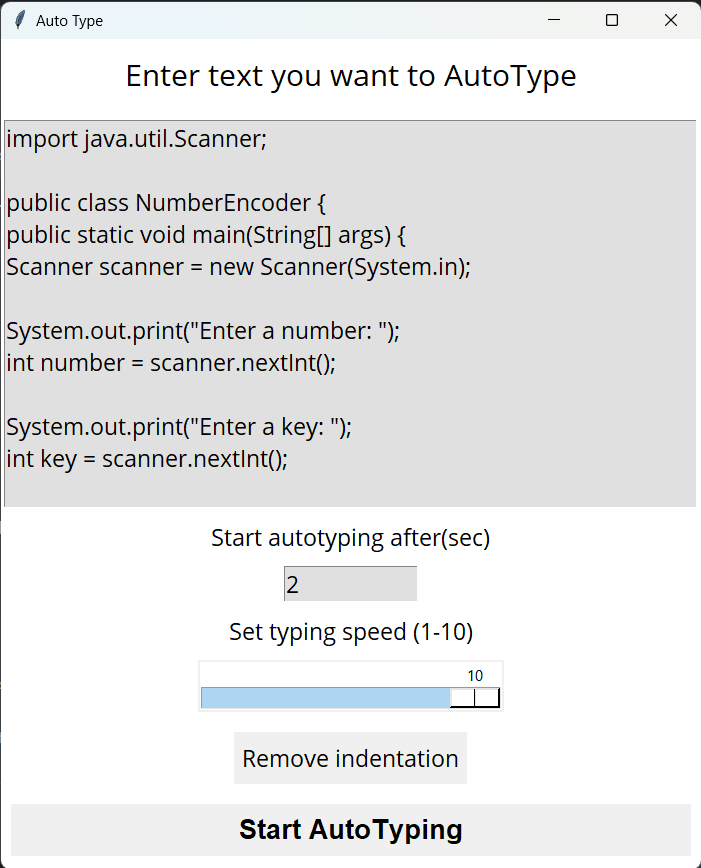 Auto Type
Enter text you want to AutoType
import java.util.Scanner;
public class NumberEncoder {
public static void main(String[] args) {
Scanner scanner = new Scanner(System.in);
System.out.print("Enter a number: ");
int number = scanner.nextInt();
System.out.print("Enter a key: ");
int key = scanner.nextInt();
Start autotyping after(sec)
2
Set typing speed (1-10)
10
Remove indentation
Start AutoTyping